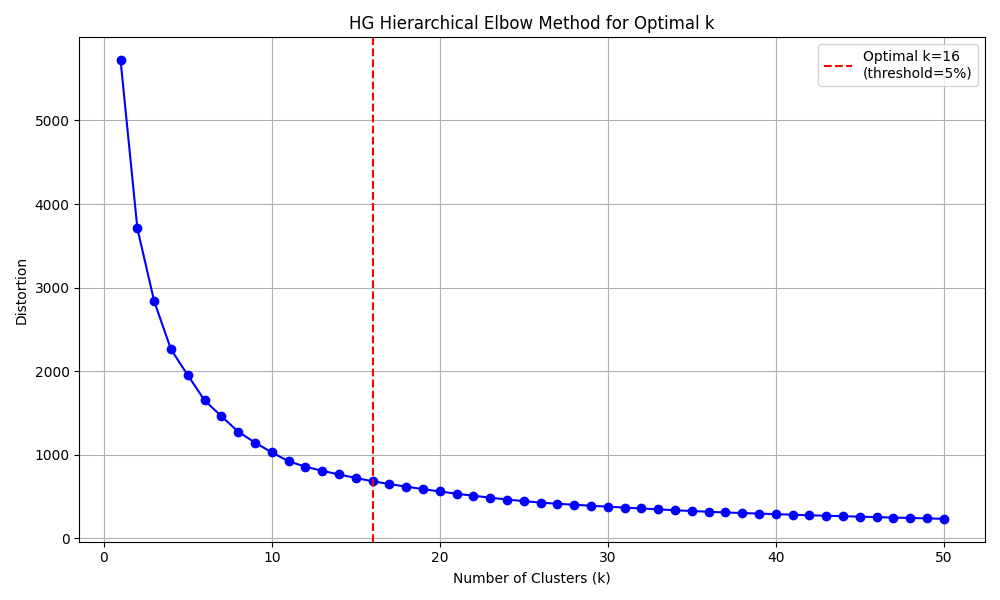 HG Hierarchical Elbow Method for Optimal k
Optimal k=16
(threshold=5%)
Distortion
5000
4000
3000
2000
1000
0
0 10 20 30 40 50
Number of Clusters (k)